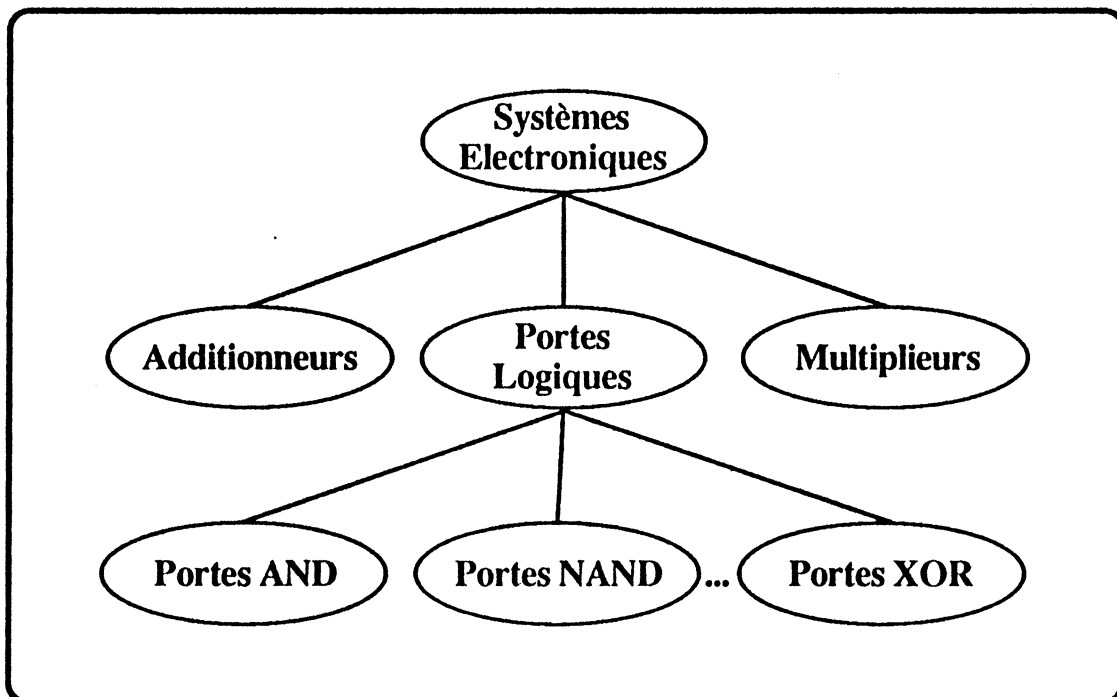 Systèmes
Electroniques
Additionneurs
Portes
Logiques
Multiplieurs
Portes AND
Portes NAND
...
Portes XOR